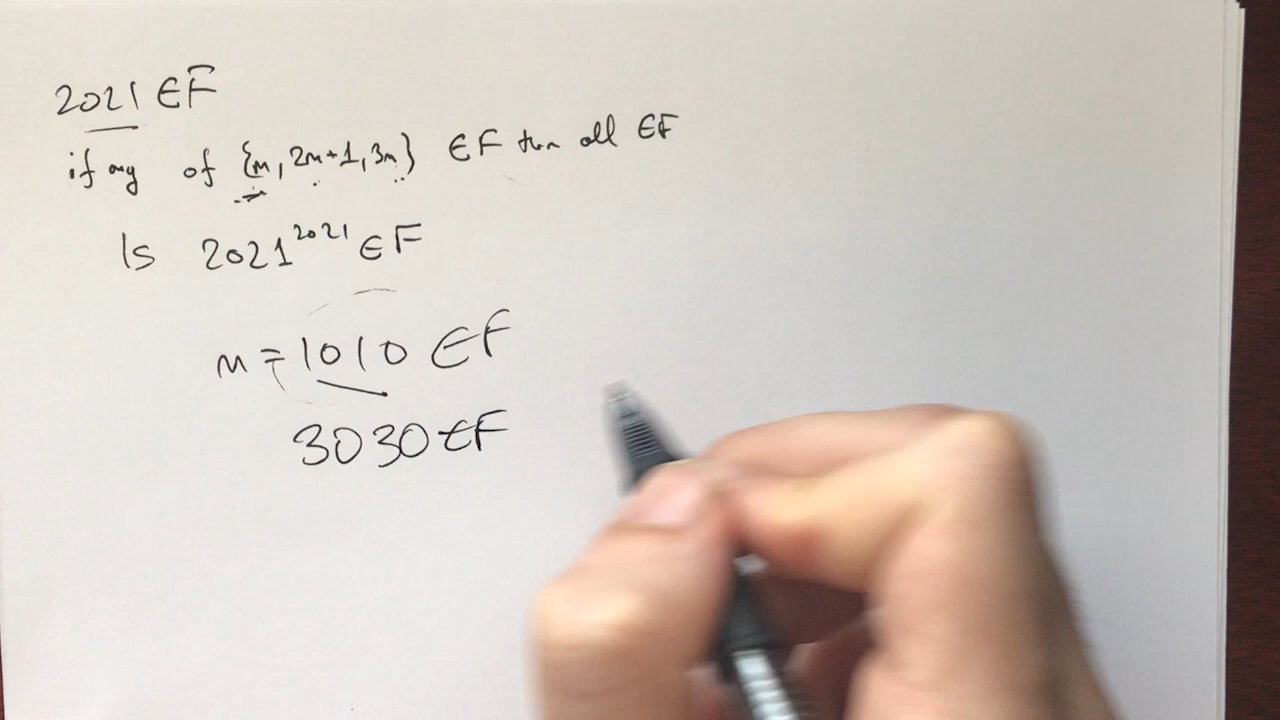 2021 ∈ F
if any of {m, 2m+1, 3m} ∈ F then all ∈ F
Is 2021^2021 ∈ F
m = 1010 ∈ F
3030 ∈ F